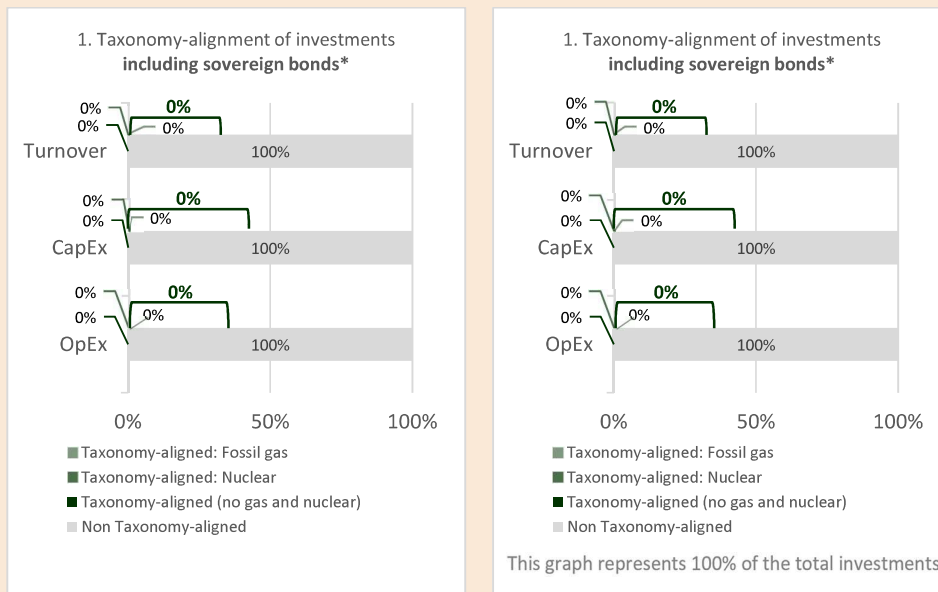 1. Taxonomy-alignment of investments
including sovereign bonds*
0%
0%
0%
0%
Turnover
100%
0%
0%
0%
0%
CapEx
100%
0%
0%
0%
0%
OpEx
100%
0%
50%
100%
Taxonomy-aligned: Fossil gas
Taxonomy-aligned: Nuclear
Taxonomy-aligned (no gas and nuclear)
Non Taxonomy-aligned
1. Taxonomy-alignment of investments
including sovereign bonds*
0%
0%
0%
0%
Turnover
100%
0%
0%
0%
0%
CapEx
100%
0%
0%
0%
0%
OpEx
100%
0%
50%
100%
Taxonomy-aligned: Fossil gas
Taxonomy-aligned: Nuclear
Taxonomy-aligned (no gas and nuclear)
Non Taxonomy-aligned
This graph represents 100% of the total investments